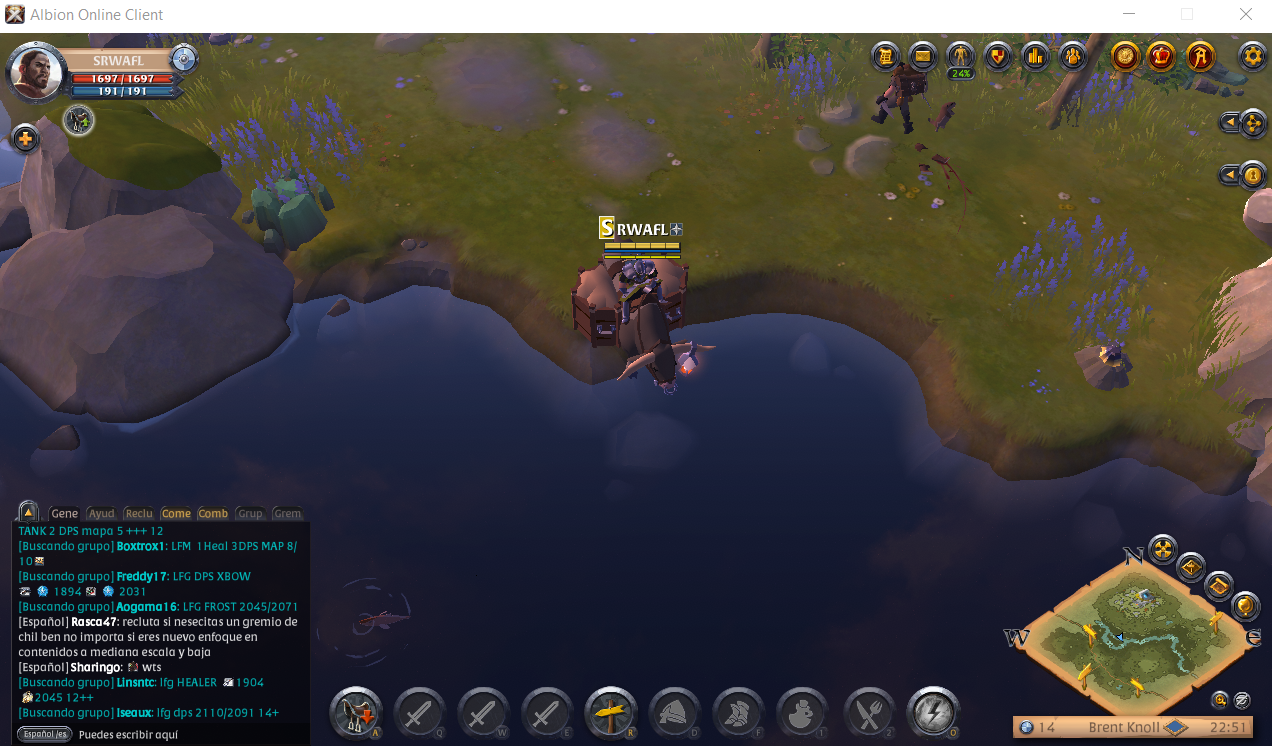 Albion Online Client
SRWAFL
1697/1697
191/191
24%
SRWAFL
Gene Ayud Reclu Come Comb Grup Grem
TANK 2 DPS mapa 5 +++ 12
[Buscando grupo] Boxtrox1: LFM 1Heal 3DPS MAP 8/
10
[Buscando grupo] Freddy17: LFG DPS XBOW
1894 2031
[Buscando grupo] Aogama16: LFG FROST 2045/2071
[Español] Rasca47: recluta si nesecitas un gremio de
chil ben no importa si eres nuevo enfoque en
contenidos a mediana escala y baja
[Español] Sharingo: wts
[Buscando grupo] Linsntc: lfg HEALER 1904
2045 12++
[Buscando grupo] Iseaux: lfg dps 2110/2091 14+
Español /es Puedes escribir aquí
A Q W E R D F 1 2 O
N
W e
14 Brent Knoll 22:51